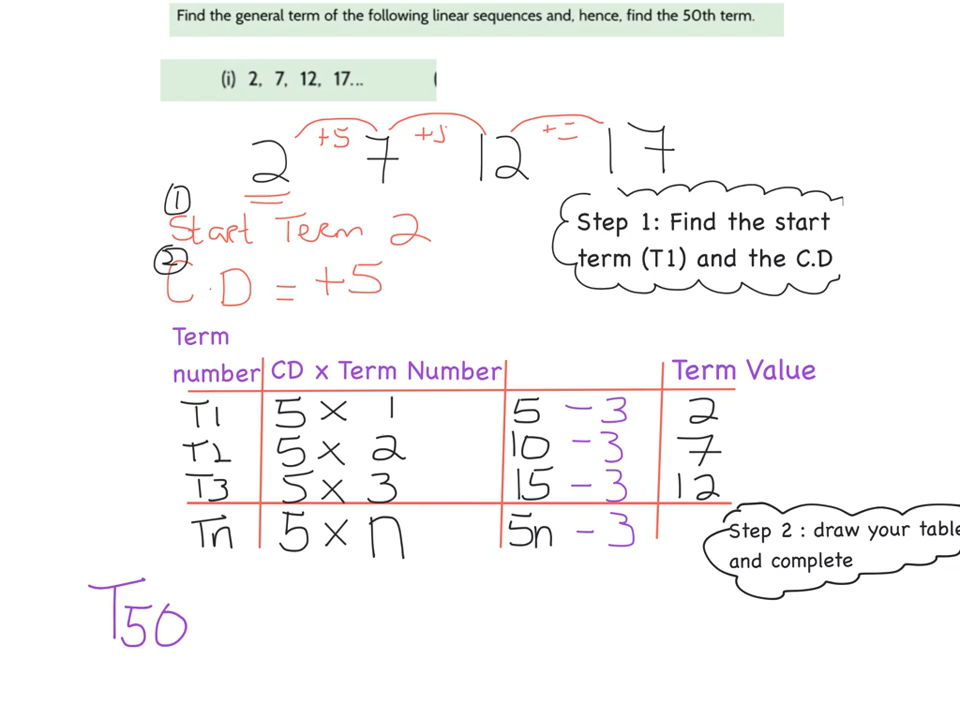 Find the general term of the following linear sequences and, hence, find the 50th term.
(i) 2, 7, 12, 17...
+5 +5 +5
2 7 12 17
①
Start Term 2
Step 1: Find the start
term (T1) and the C.D
②
C.D = +5
Term
number CD x Term Number Term Value
T1 5 × 1 5 - 3 2
T2 5 × 2 10 - 3 7
T3 5 × 3 15 - 3 12
Tn 5 × n 5n - 3
Step 2 : draw your table
and complete
T50